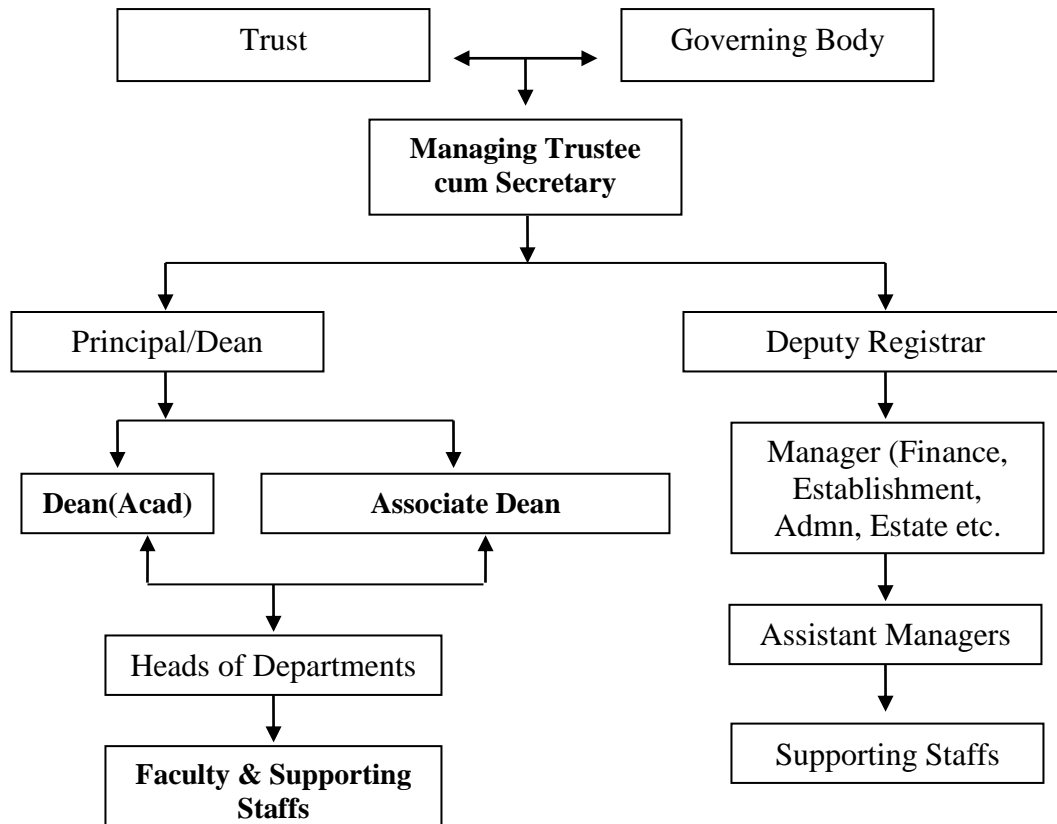 Trust
Governing Body
Managing Trustee
cum Secretary
Principal/Dean
Deputy Registrar
Dean(Acad)
Associate Dean
Manager (Finance,
Establishment,
Admn, Estate etc.
Heads of Departments
Assistant Managers
Faculty & Supporting
Staffs
Supporting Staffs